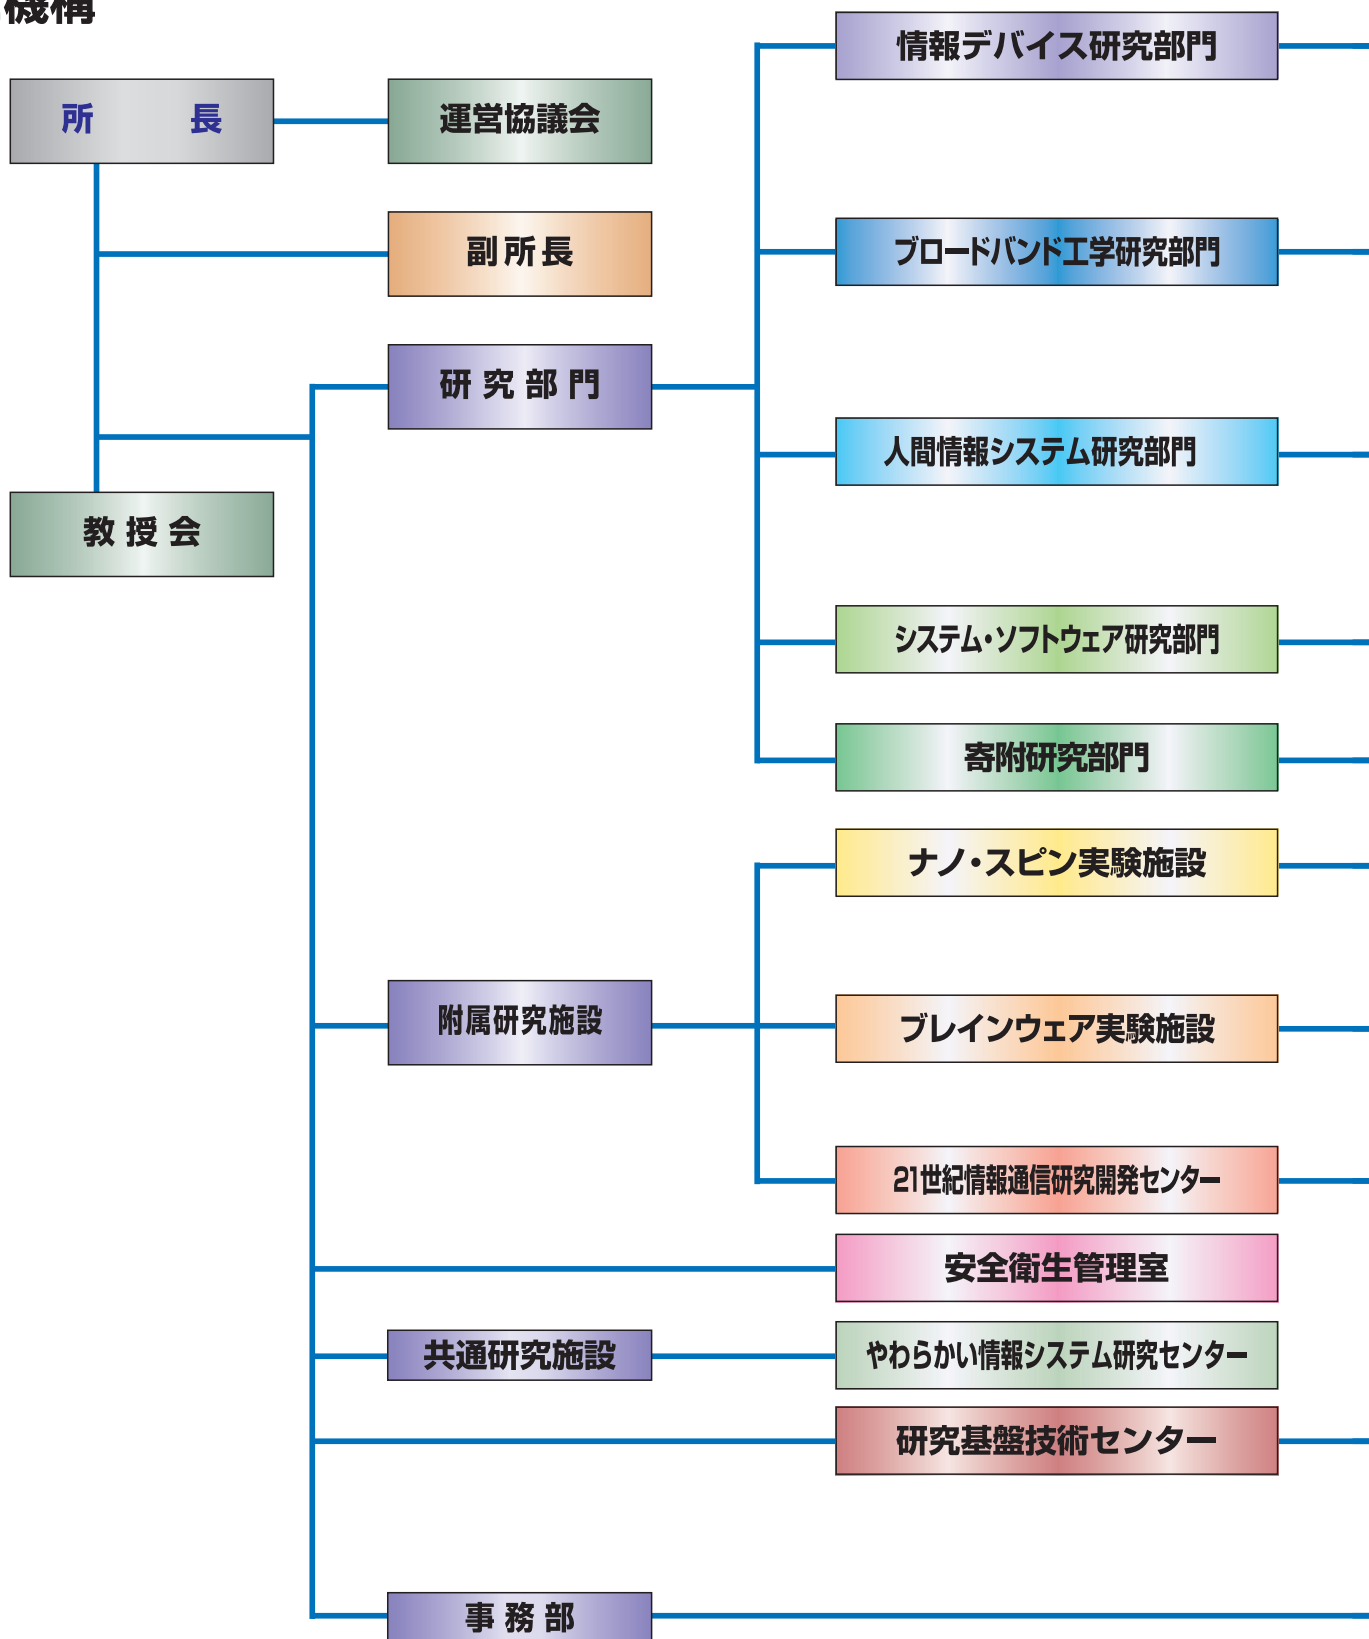 機構
所 長
運営協議会
副所長
研究部門
教授会
情報デバイス研究部門
ブロードバンド工学研究部門
人間情報システム研究部門
システム・ソフトウェア研究部門
寄附研究部門
附属研究施設
ナノ・スピン実験施設
ブレインウェア実験施設
21世紀情報通信研究開発センター
安全衛生管理室
共通研究施設
やわらかい情報システム研究センター
研究基盤技術センター
事務部